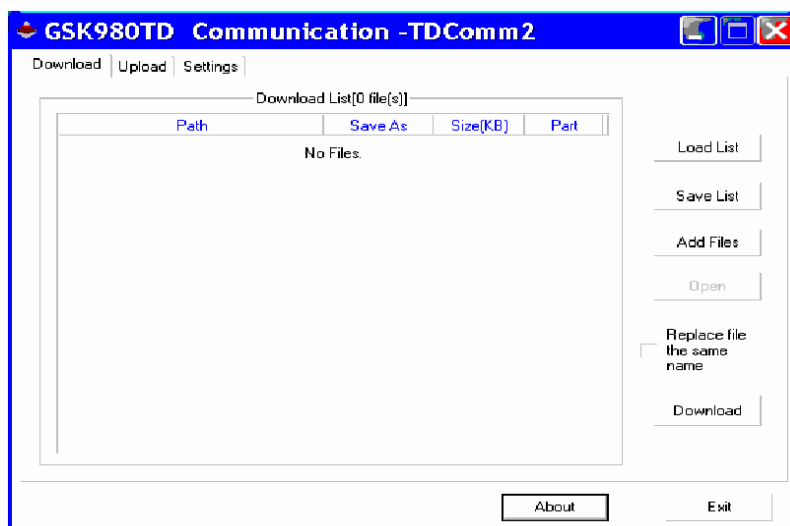 GSK980TD Communication -TDComm2
Download Upload Settings
Download List[0 file(s)]
Path Save As Size(KB) Part
No Files.
Load List
Save List
Add Files
Open
Replace file
the same
name
Download
About Exit